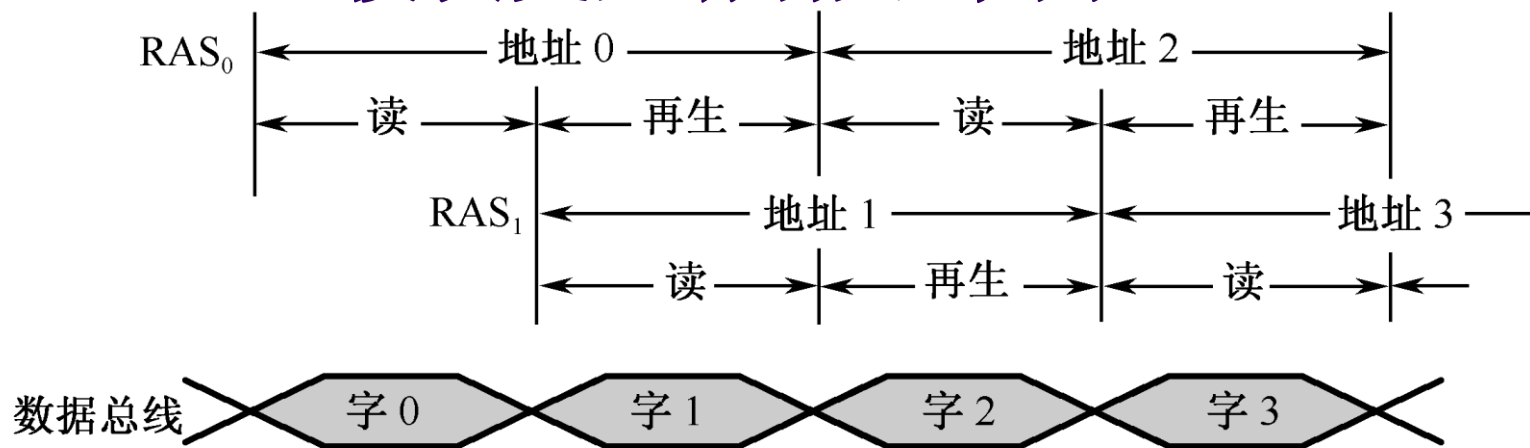 RAS₀ 地址 0 地址 2
读 再生 读 再生
RAS₁ 地址 1 地址 3
读 再生 读
数据总线 字 0 字 1 字 2 字 3